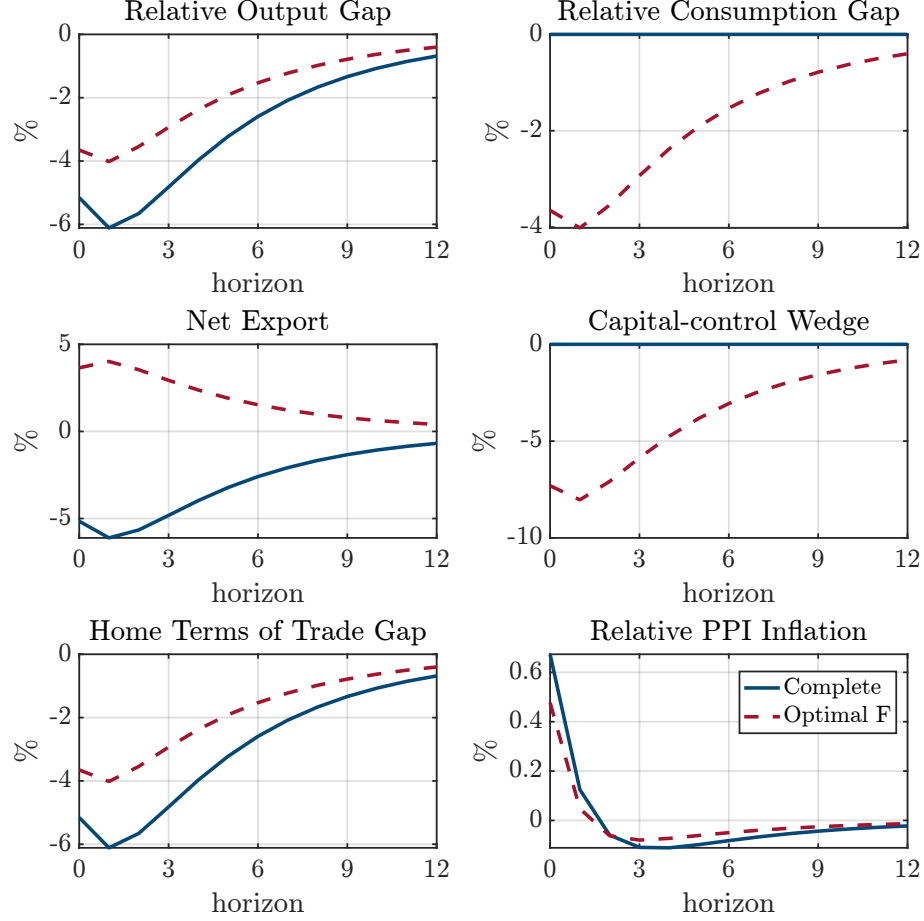 Relative Output Gap
0
-2
-4
-6
%
0 3 6 9 12
horizon
Relative Consumption Gap
0
-2
-4
%
0 3 6 9 12
horizon
Net Export
5
0
-5
%
0 3 6 9 12
horizon
Capital-control Wedge
0
-5
-10
%
0 3 6 9 12
horizon
Home Terms of Trade Gap
0
-2
-4
-6
%
0 3 6 9 12
horizon
Relative PPI Inflation
0.6
0.4
0.2
0
%
Complete
Optimal F
0 3 6 9 12
horizon